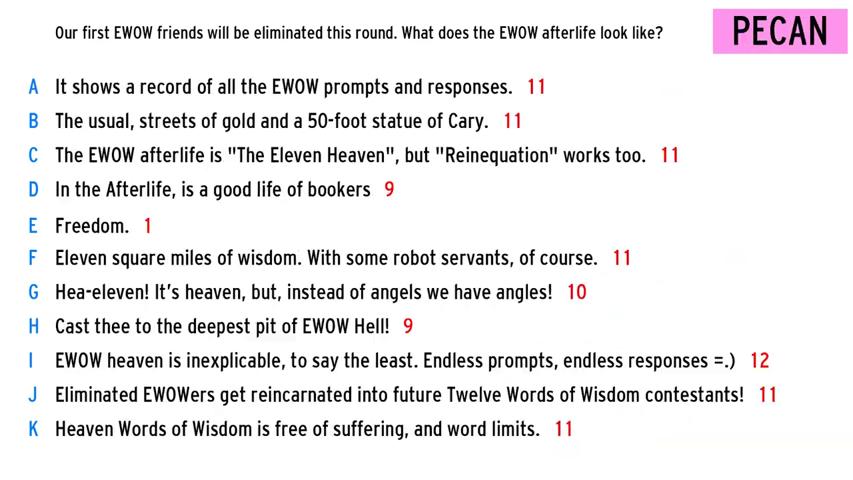 Our first EWOW friends will be eliminated this round. What does the EWOW afterlife look like?
PECAN
A It shows a record of all the EWOW prompts and responses. 11
B The usual, streets of gold and a 50-foot statue of Cary. 11
C The EWOW afterlife is "The Eleven Heaven", but "Reinequation" works too. 11
D In the Afterlife, is a good life of bookers 9
E Freedom. 1
F Eleven square miles of wisdom. With some robot servants, of course. 11
G Hea-eleven! It's heaven, but, instead of angels we have angles! 10
H Cast thee to the deepest pit of EWOW Hell! 9
I EWOW heaven is inexplicable, to say the least. Endless prompts, endless responses =.) 12
J Eliminated EWOWers get reincarnated into future Twelve Words of Wisdom contestants! 11
K Heaven Words of Wisdom is free of suffering, and word limits. 11